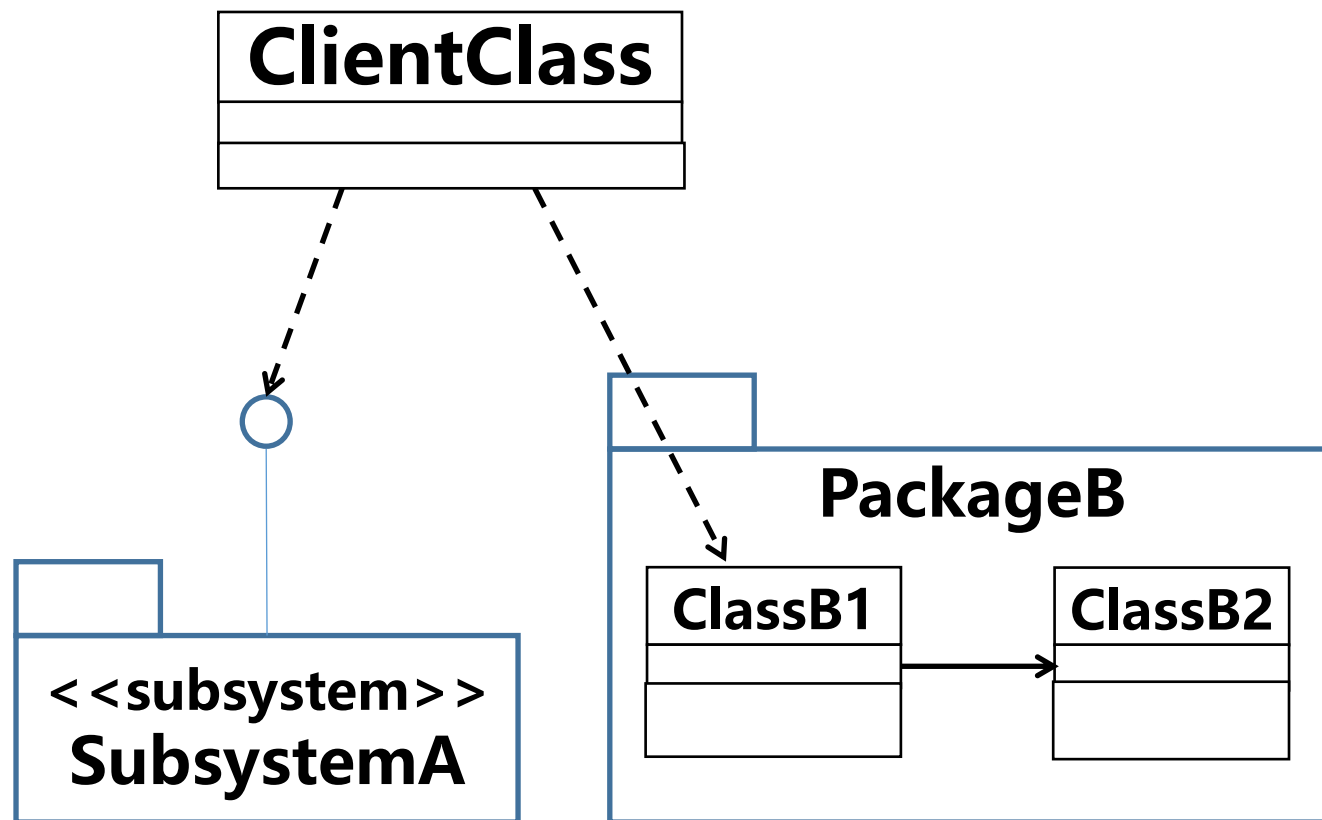 ClientClass
PackageB
ClassB1
ClassB2
<<subsystem>>
SubsystemA